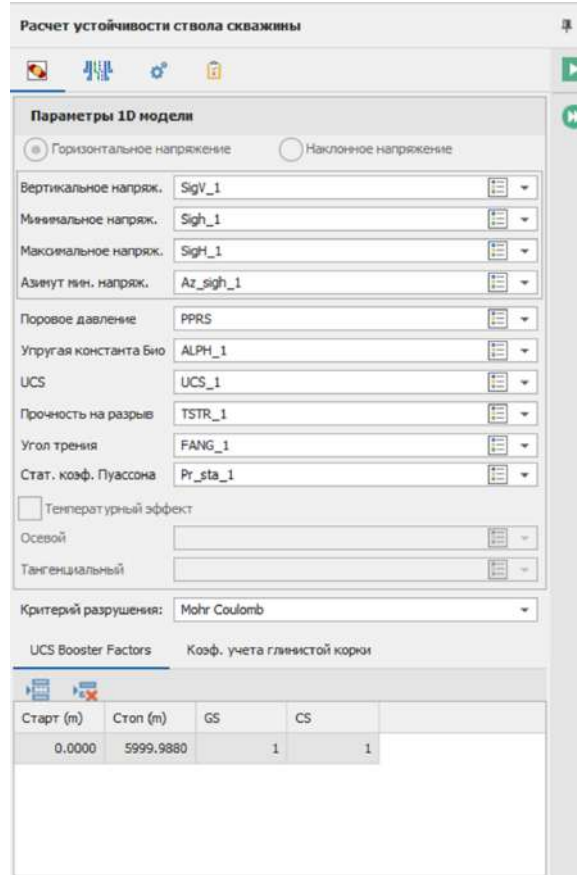 Расчет устойчивости ствола скважины
Параметры 1D модели
Горизонтальное напряжение Наклонное напряжение
Вертикальное напряж. SigV_1
Минимальное напряж. Sigh_1
Максимальное напряж. SigH_1
Азимут мин. напряж. Az_sigh_1
Поровое давление PPRS
Упругая константа Био ALPH_1
UCS UCS_1
Прочность на разрыв TSTR_1
Угол трения FANG_1
Стат. коэф. Пуассона Pr_sta_1
Температурный эффект
Осевой
Тангенциальный
Критерий разрушения: Mohr Coulomb
UCS Booster Factors Коэф. учета глинистой корки
Старт (m) Стоп (m) GS CS
0.0000 5999.9880 1 1